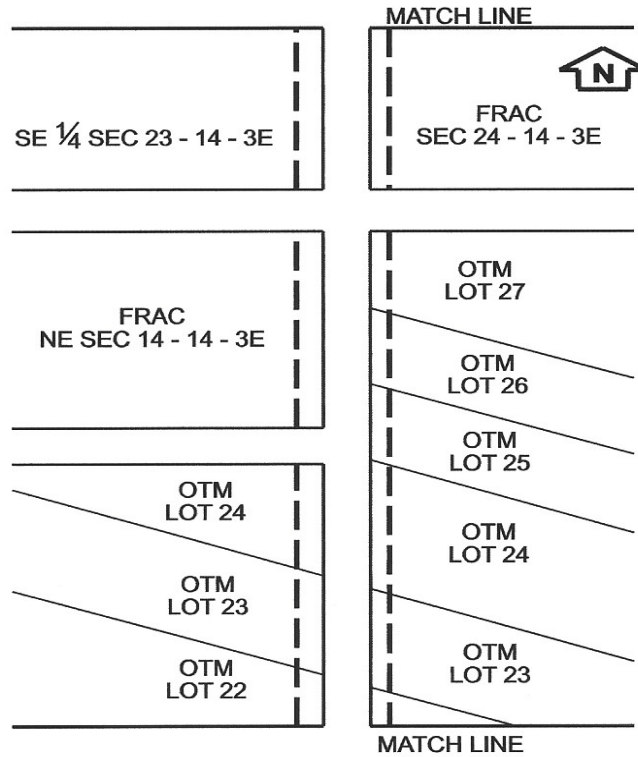 MATCH LINE
N
SE ¼ SEC 23 - 14 - 3E
FRAC
SEC 24 - 14 - 3E
FRAC
NE SEC 14 - 14 - 3E
OTM
LOT 27
OTM
LOT 26
OTM
LOT 25
OTM
LOT 24
OTM
LOT 23
OTM
LOT 24
OTM
LOT 23
OTM
LOT 22
MATCH LINE